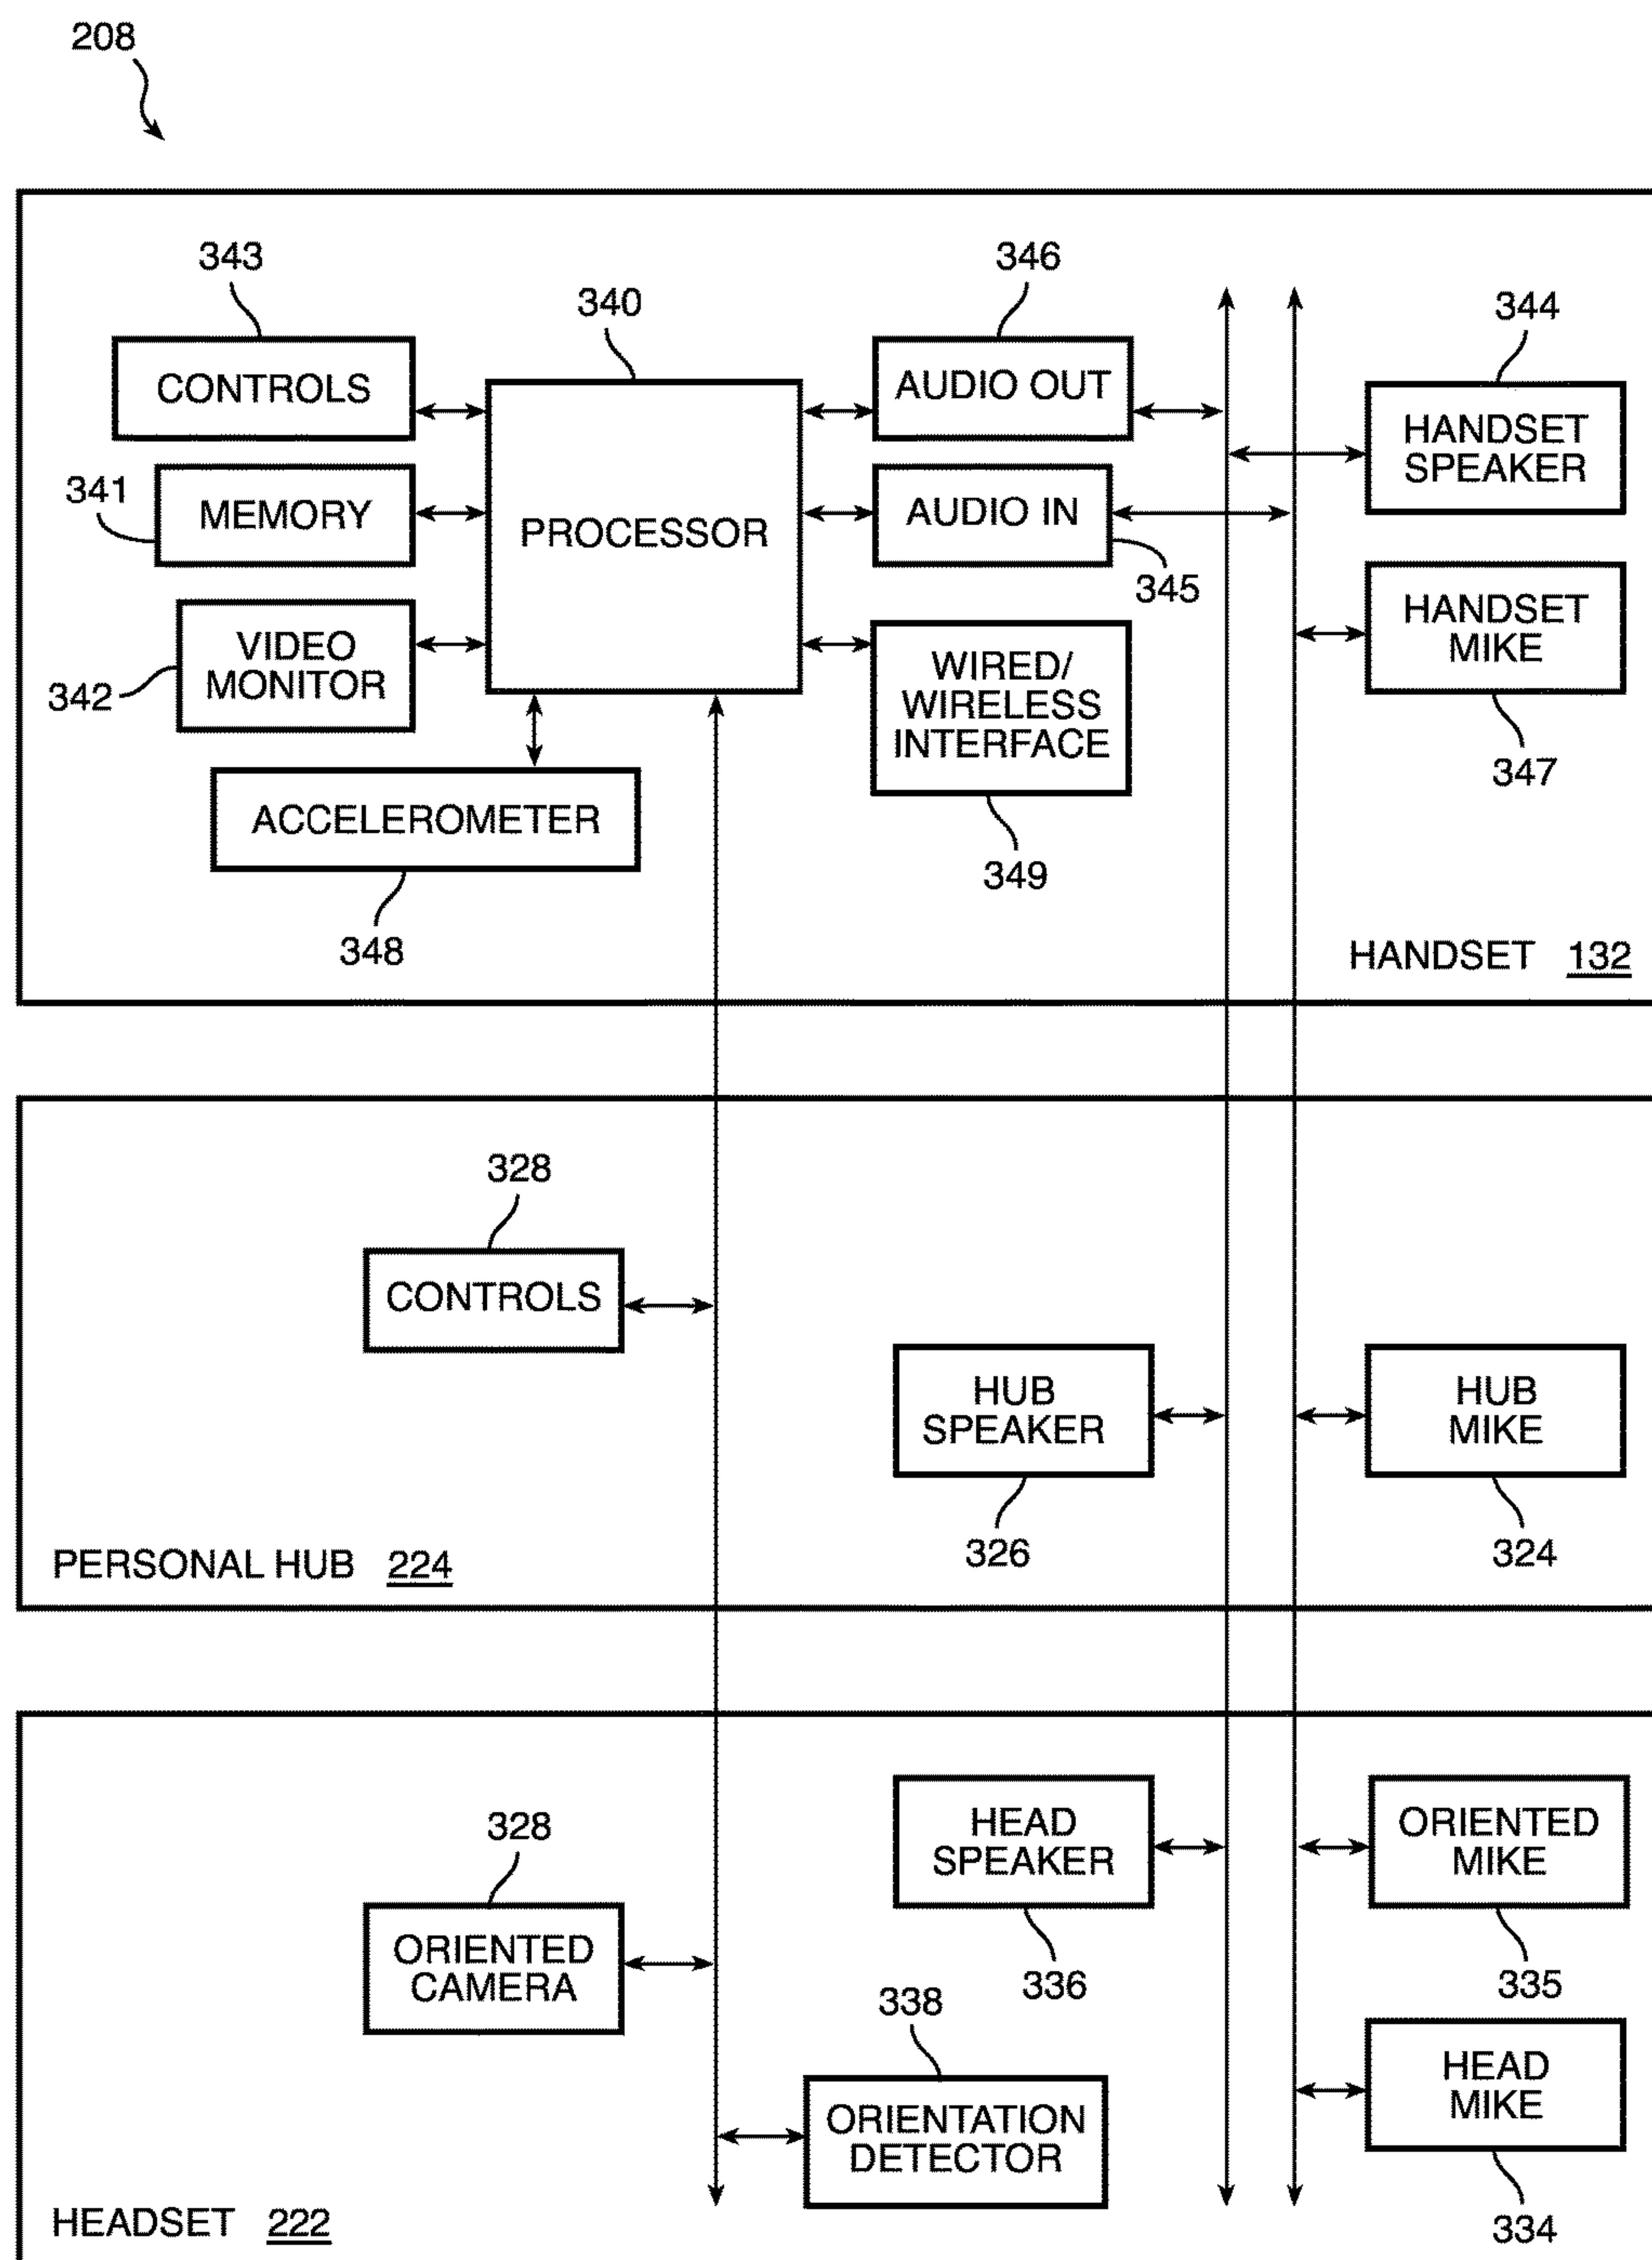 208
343
340
346
344
CONTROLS
AUDIO OUT
HANDSET
SPEAKER
341
MEMORY
PROCESSOR
AUDIO IN
345
VIDEO
MONITOR
342
WIRED/
WIRELESS
INTERFACE
HANDSET
MIKE
347
ACCELEROMETER
348
349
HANDSET 132
328
CONTROLS
HUB
SPEAKER
HUB
MIKE
326
324
PERSONAL HUB 224
328
ORIENTED
CAMERA
HEAD
SPEAKER
336
ORIENTED
MIKE
335
338
ORIENTATION
DETECTOR
HEAD
MIKE
334
HEADSET 222